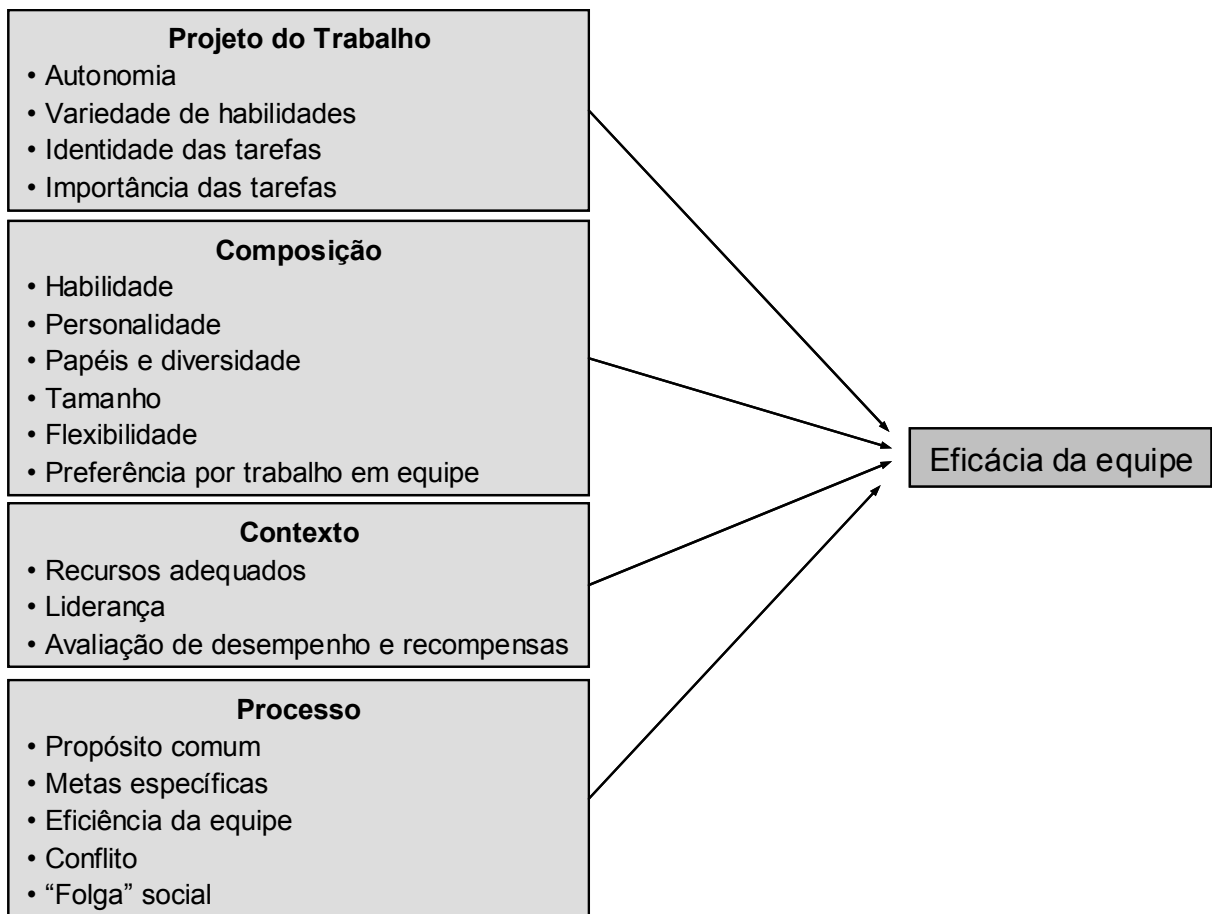 Projeto do Trabalho
• Autonomia
• Variedade de habilidades
• Identidade das tarefas
• Importância das tarefas
Composição
• Habilidade
• Personalidade
• Papéis e diversidade
• Tamanho
• Flexibilidade
• Preferência por trabalho em equipe
Contexto
• Recursos adequados
• Liderança
• Avaliação de desempenho e recompensas
Processo
• Propósito comum
• Metas específicas
• Eficiência da equipe
• Conflito
• “Folga” social
Eficácia da equipe